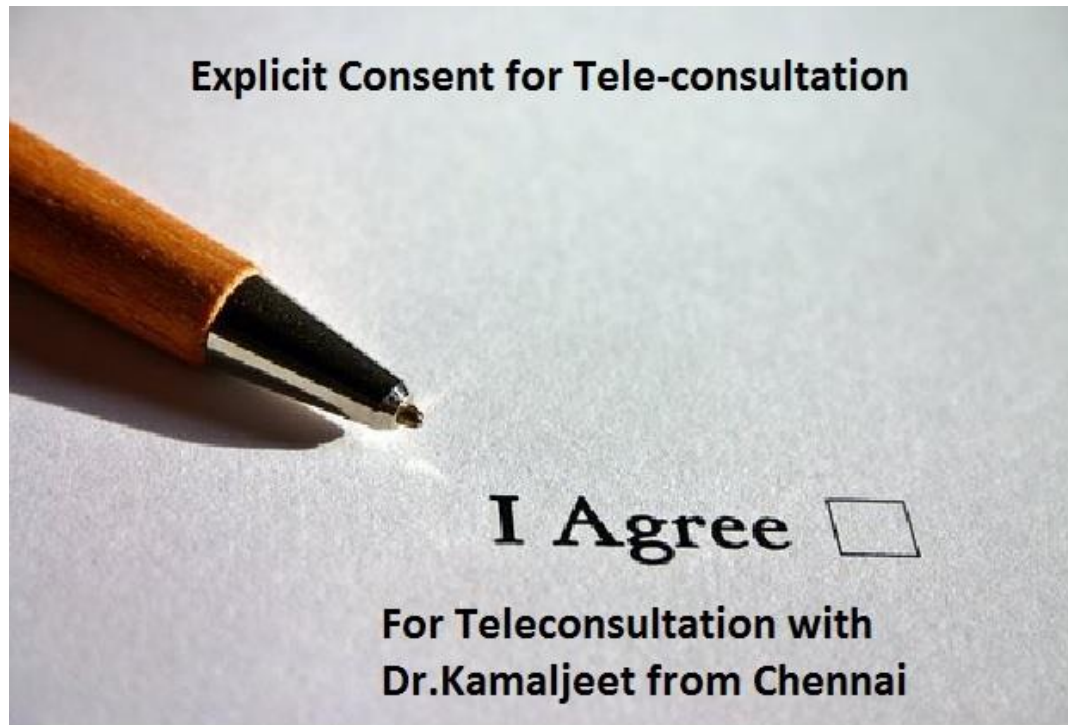 Explicit Consent for Tele-consultation
I Agree
For Teleconsultation with
Dr.Kamaljeet from Chennai